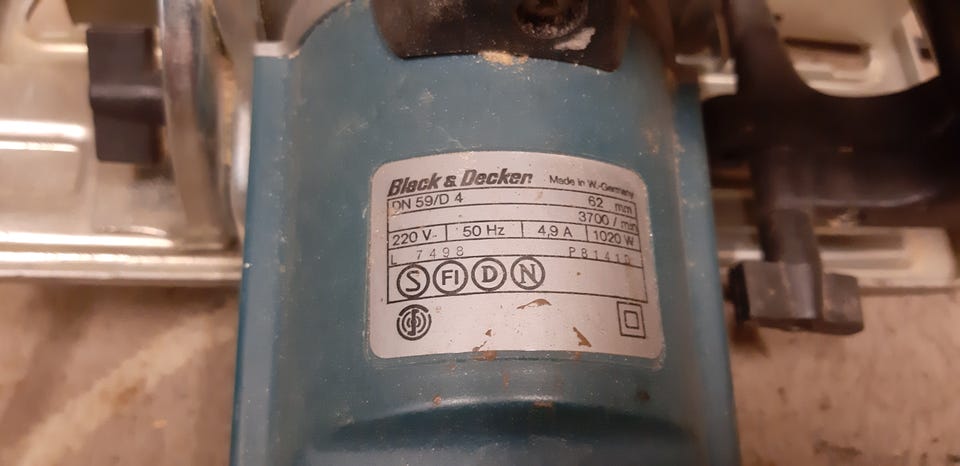 Black & Decker Made in W.-Germany
DN 59/D 4 62 mm
3700 / min
220 V~ 50 Hz 4,9 A 1020 W
L 7498 P8141D
S FI D N